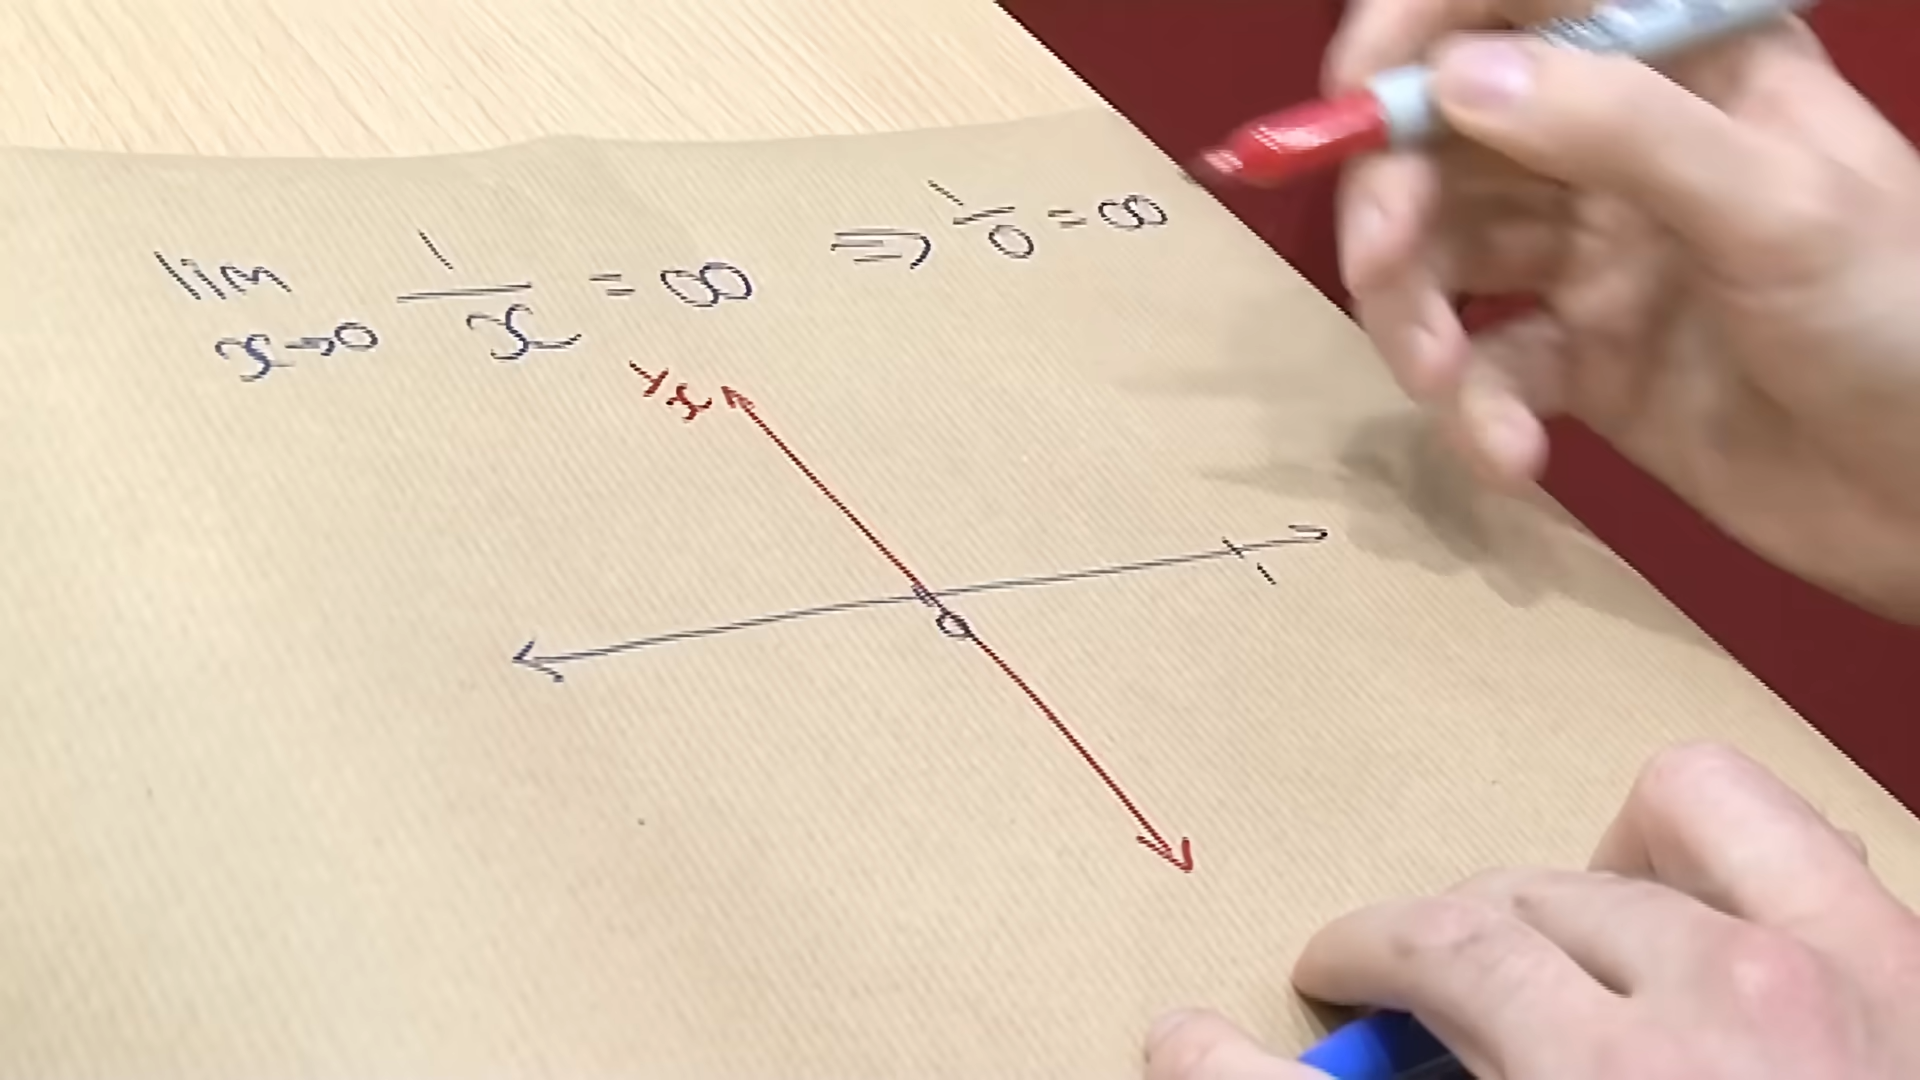 lim x→0 1/x = ∞ ⇒ 1/0 = ∞
1/x
0
1